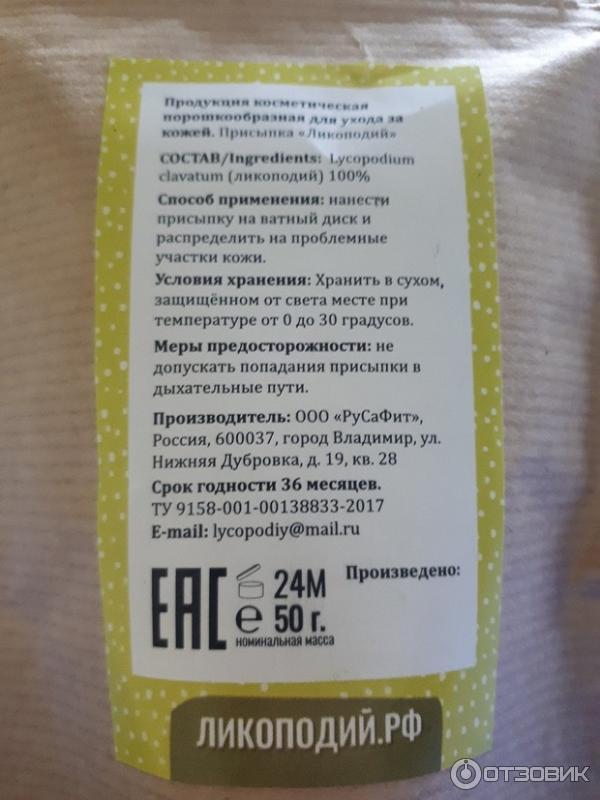 Продукция косметическая
порошкообразная для ухода за
кожей. Присыпка «Ликоподий»
СОСТАВ/Ingredients: Lycopodium
clavatum (ликоподий) 100%
Способ применения: нанести
присыпку на ватный диск и
распределить на проблемные
участки кожи.
Условия хранения: Хранить в сухом,
защищённом от света месте при
температуре от 0 до 30 градусов.
Меры предосторожности: не
допускать попадания присыпки в
дыхательные пути.
Производитель: ООО «РуСаФит»,
Россия, 600037, город Владимир, ул.
Нижняя Дубровка, д. 19, кв. 28
Срок годности 36 месяцев.
ТУ 9158-001-00138833-2017
E-mail: lycopodiy@mail.ru
EAC 24М Произведено:
е 50 г.
номинальная масса
ЛИКОПОДИЙ.РФ
ОТЗОВИК